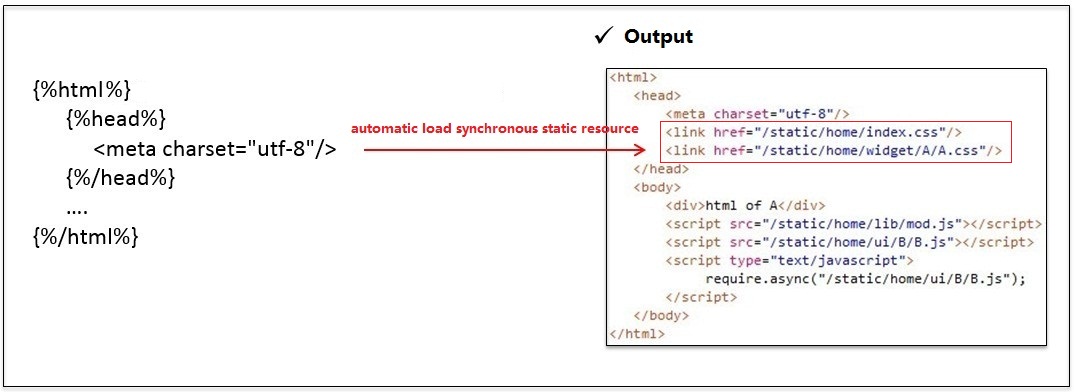 ✓ Output
{%html%}
{%head%}
<meta charset="utf-8"/>
{%/head%}
....
{%/html%}
automatic load synchronous static resource
<html>
<head>
<meta charset="utf-8"/>
<link href="/static/home/index.css"/>
<link href="/static/home/widget/A/A.css"/>
</head>
<body>
<div>html of A</div>
<script src="/static/home/lib/mod.js"></script>
<script src="/static/home/ui/B/B.js"></script>
<script type="text/javascript">
require.async("/static/home/ui/B/B.js");
</script>
</body>
</html>